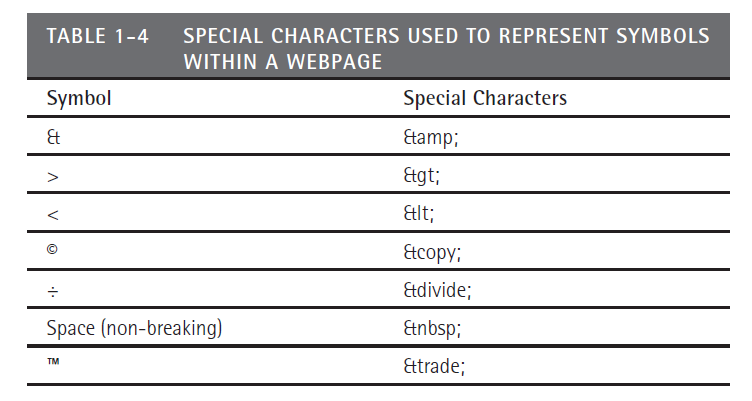 TABLE 1-4 SPECIAL CHARACTERS USED TO REPRESENT SYMBOLS
WITHIN A WEBPAGE
Symbol Special Characters
& &amp;
> &gt;
< &lt;
© &copy;
÷ &divide;
Space (non-breaking) &nbsp;
™ &trade;